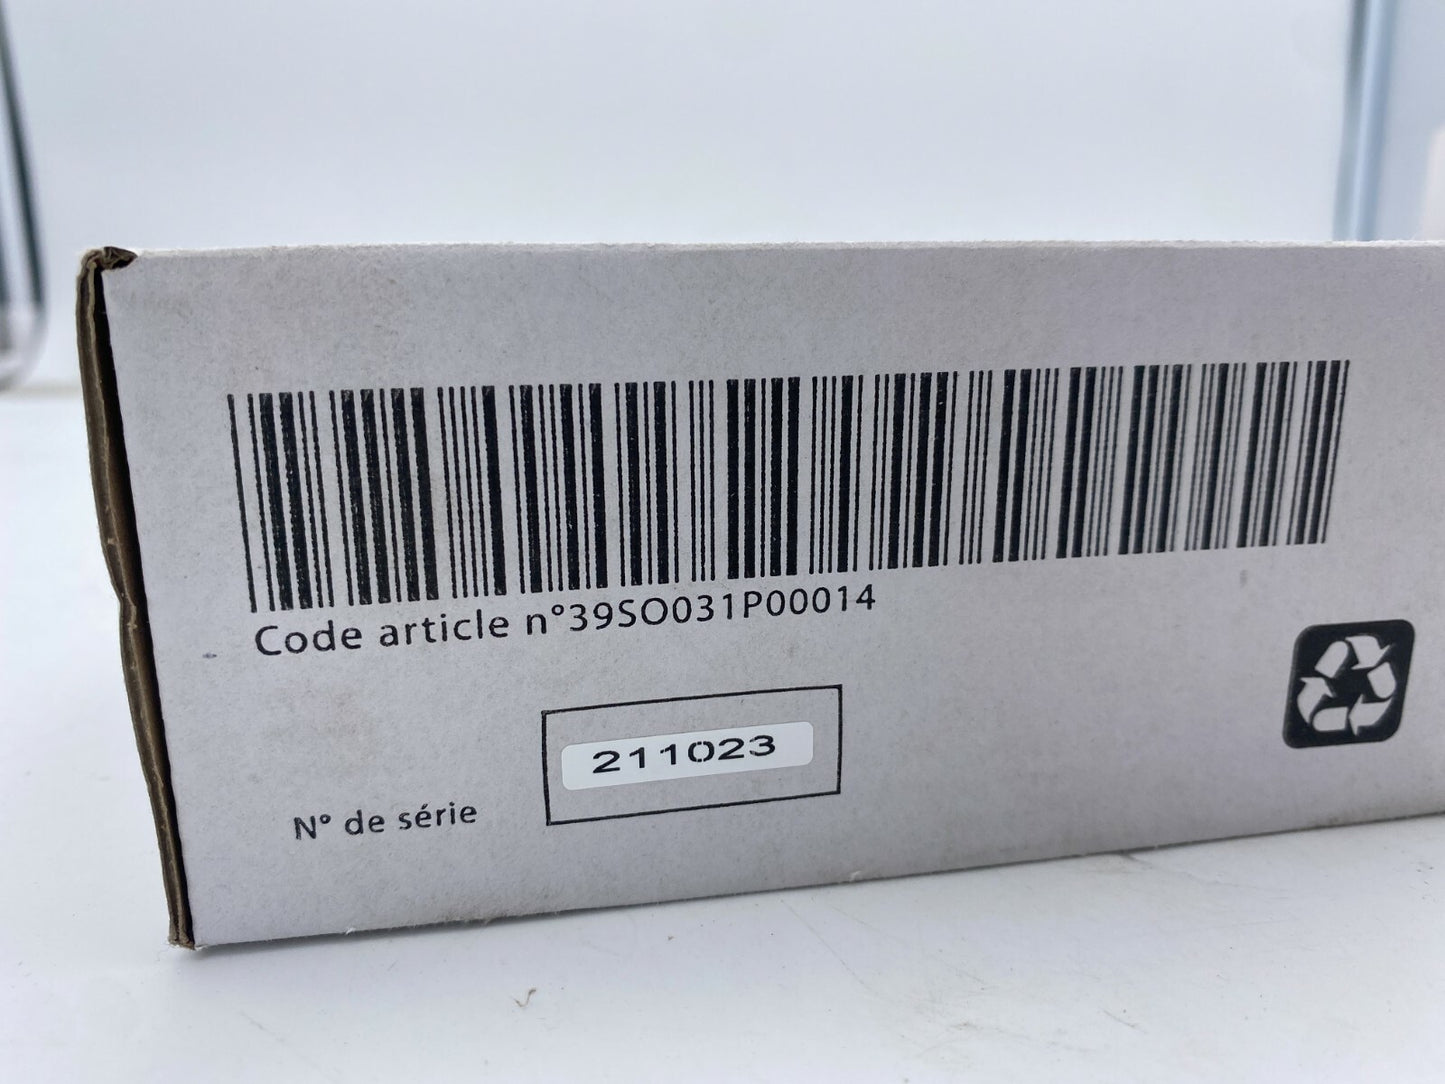 Code article n°39SO031P00014
211023
N° de série